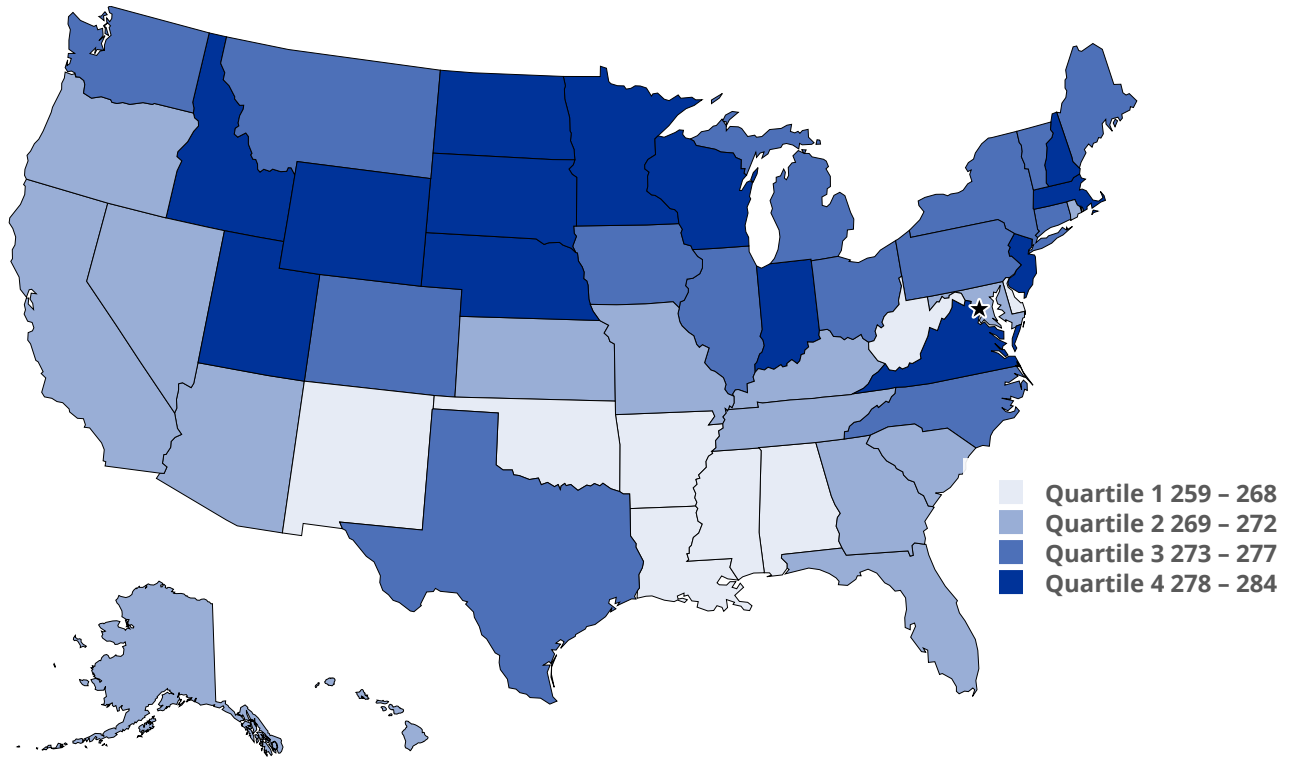 Quartile 1 259 – 268
Quartile 2 269 – 272
Quartile 3 273 – 277
Quartile 4 278 – 284